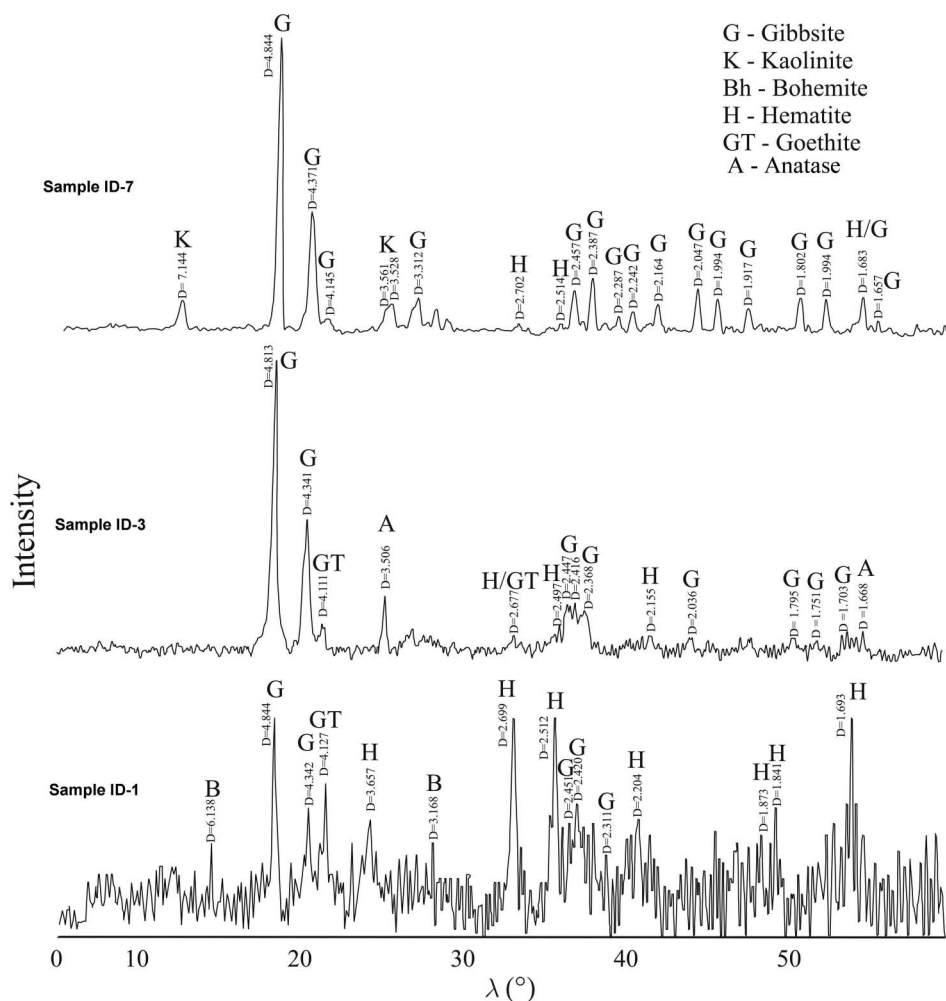 G - Gibbsite
K - Kaolinite
Bh - Bohemite
H - Hematite
GT - Goethite
A - Anatase
Sample ID-7
K
D= 7.144
G
D=4.844
G
D=4.371
G
D=4.145
K
D=3.561
D=3.528
G
D=3.312
H
D=2.702
H
D=2.514
G
D=2.457
G
D=2.387
G
D=2.287
G
D=2.242
G
D=2.164
G
D=2.047
G
D=1.994
G
D=1.917
G
D=1.802
G
D=1.994
H/G
D=1.683
G
D=1.657
Sample ID-3
G
D=4.813
G
D=4.341
GT
D=4.111
A
D=3.506
H/GT
D=2.677
H
D=2.497
G
D=2.447
D=2.416
G
D=2.368
H
D=2.155
G
D=2.036
G
D= 1.795
G
D=1.751
G
D=1.703
A
D=1.668
Sample ID-1
B
D=6.138
G
D=4.844
G
D=4.342
GT
D=4.127
H
D=3.657
B
D=3.168
H
D=2.699
H
D=2.512
G
D=2.451
G
D=2.420
G
D=2.311
H
D=2.204
H
D=1.873
H
D=1.841
H
D=1.693
Intensity
0 10 20 30 40 50
λ (°)